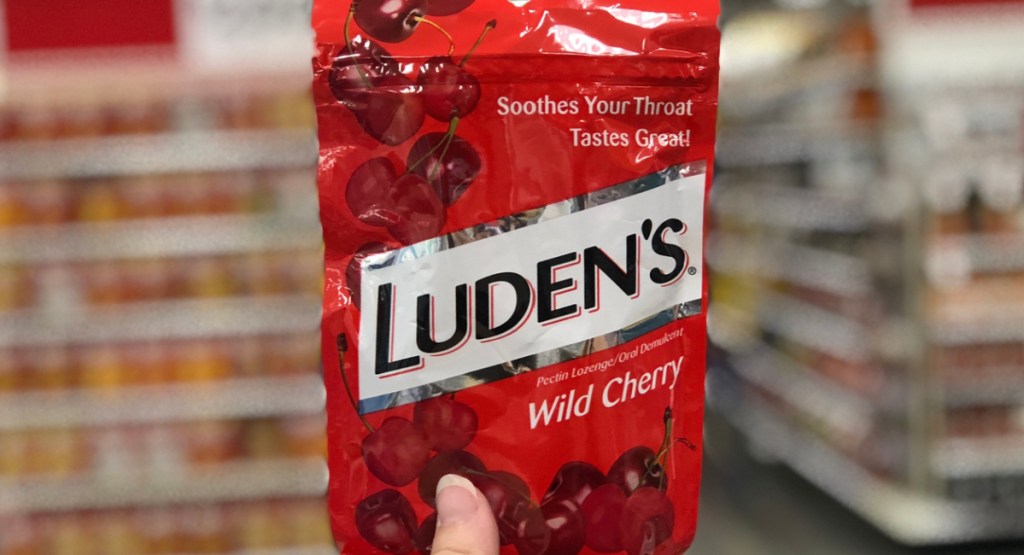 Soothes Your Throat
Tastes Great!
LUDEN'S®
Pectin Lozenge/Oral Demulcent
Wild Cherry